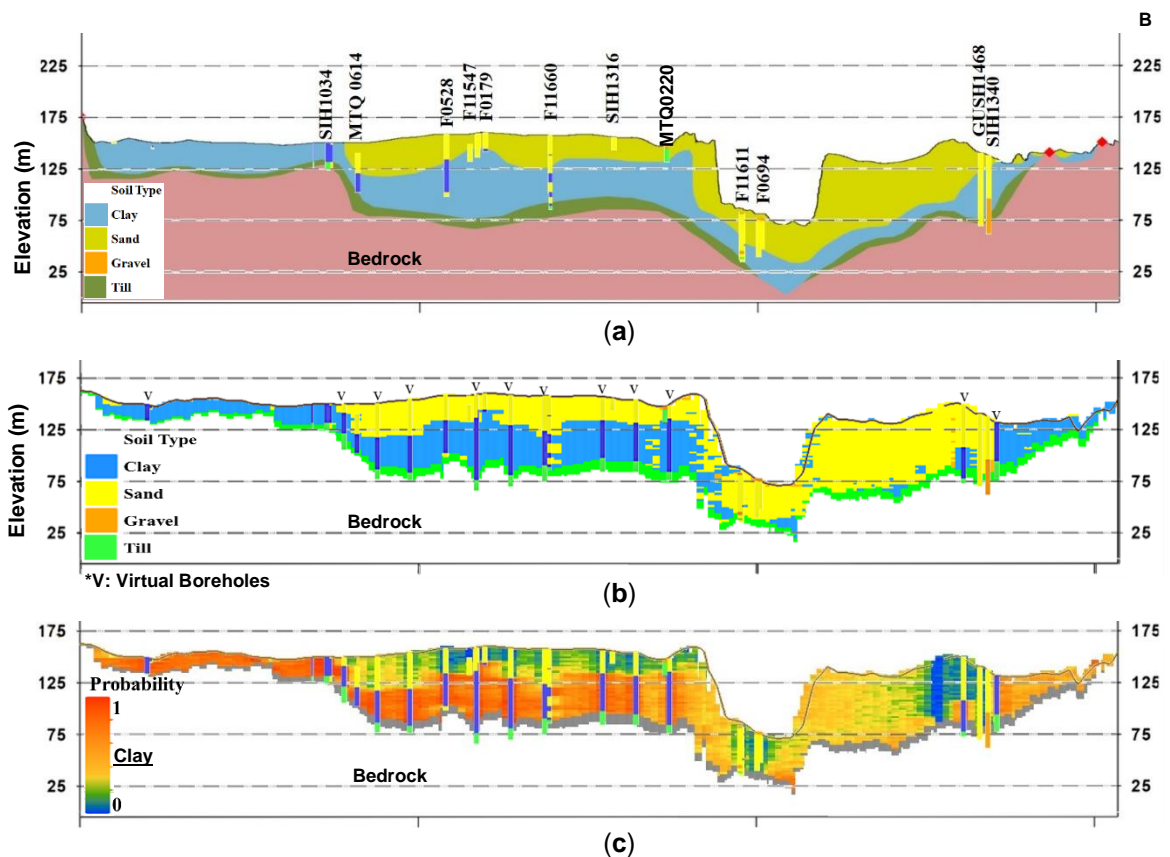 B
225
175
125
75
25
Elevation (m)
225
175
125
75
25
SIH1034
MTQ 0614
F0528
F11547
F0179
F11660
SIH1316
MTQ0220
F11611
F0694
GUSH1468
SIH1340
Soil Type
Clay
Sand
Gravel
Till
Bedrock
(a)
175
125
75
25
Elevation (m)
175
125
75
25
V V V V V V V V V V V V
Soil Type
Clay
Sand
Gravel
Till
Bedrock
*V: Virtual Boreholes
(b)
175
125
75
25
175
125
75
25
Probability
1
Clay
0
Bedrock
(c)